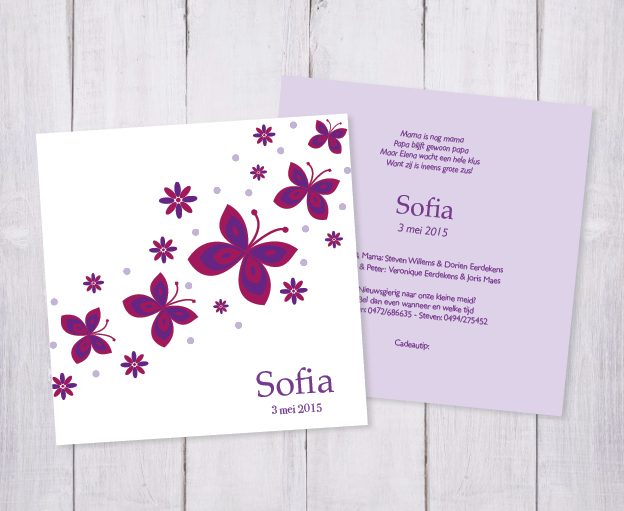 Sofia
3 mei 2015
Mama is nog mama
Papa blijft gewoon papa
Maar Elena wacht een hele klus
Want zij is ineens grote zus!
Sofia
3 mei 2015
& Mama: Steven Willems & Dorien Eerdekens
& Peter: Veronique Eerdekens & Joris Maes
Nieuwsgierig naar onze kleine meid?
Bel dan even wanneer en welke tijd
0472/686635 - Steven: 0494/275452
Cadeautip: